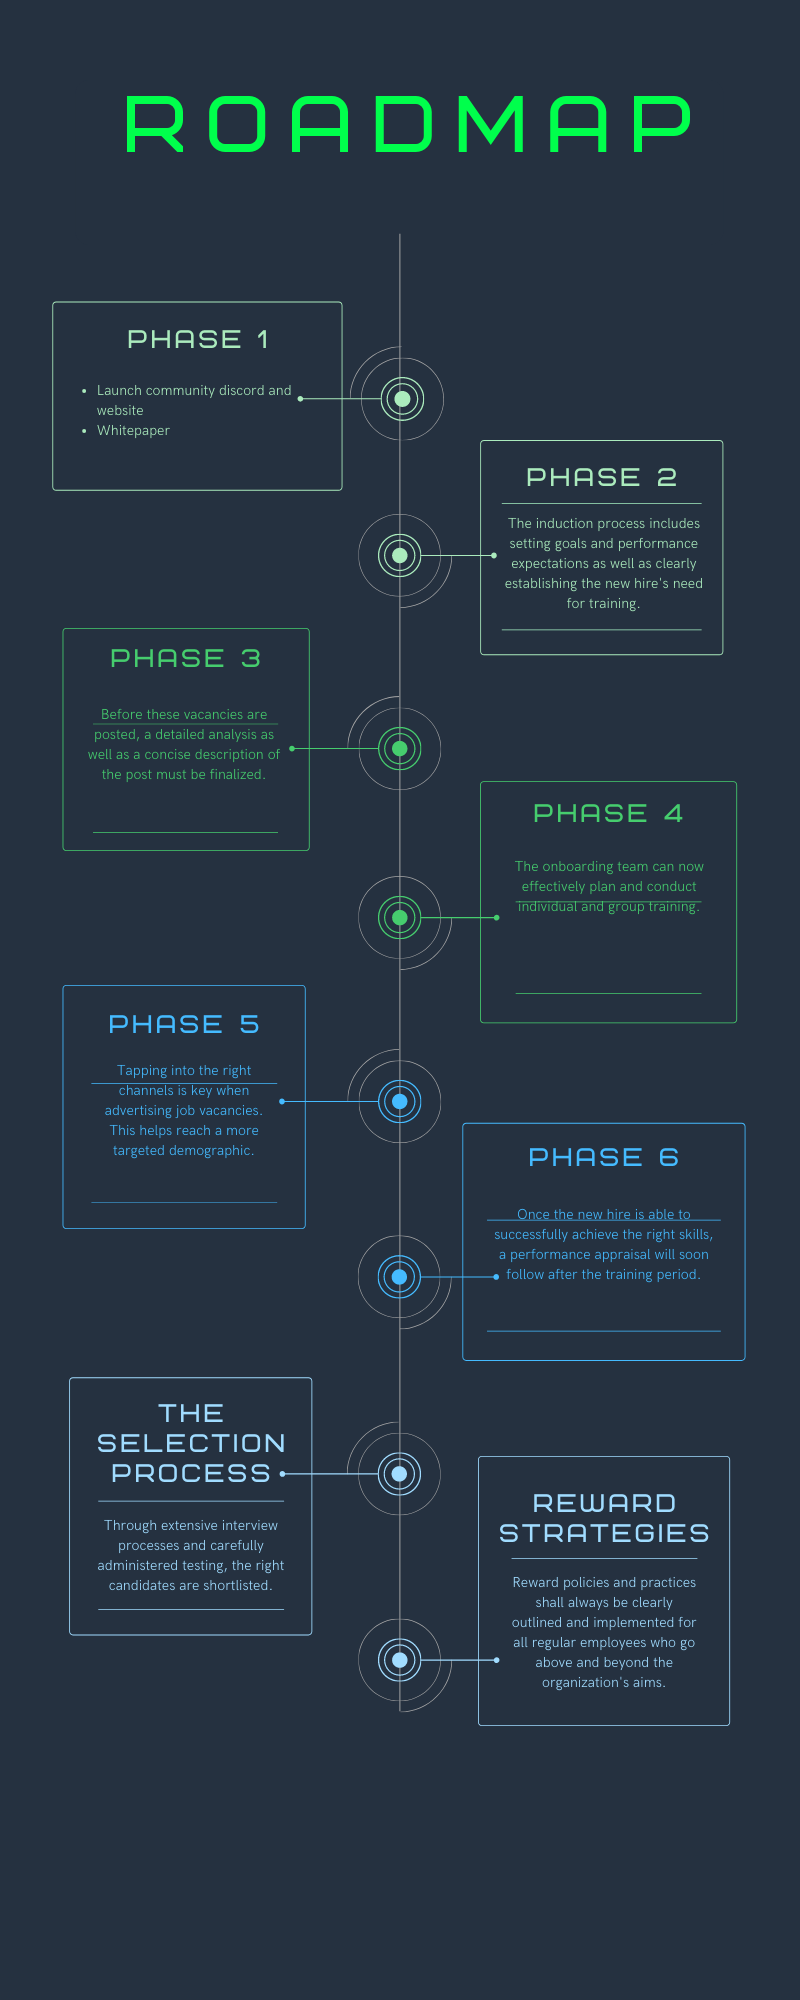 ROADMAP
PHASE 1
• Launch community discord and
website
• Whitepaper
PHASE 2
The induction process includes
setting goals and performance
expectations as well as clearly
establishing the new hire's need
for training.
PHASE 3
Before these vacancies are
posted, a detailed analysis as
well as a concise description of
the post must be finalized.
PHASE 4
The onboarding team can now
effectively plan and conduct
individual and group training.
PHASE 5
Tapping into the right
channels is key when
advertising job vacancies.
This helps reach a more
targeted demographic.
PHASE 6
Once the new hire is able to
successfully achieve the right skills,
a performance appraisal will soon
follow after the training period.
THE
SELECTION
PROCESS
Through extensive interview
processes and carefully
administered testing, the right
candidates are shortlisted.
REWARD
STRATEGIES
Reward policies and practices
shall always be clearly
outlined and implemented for
all regular employees who go
above and beyond the
organization's aims.